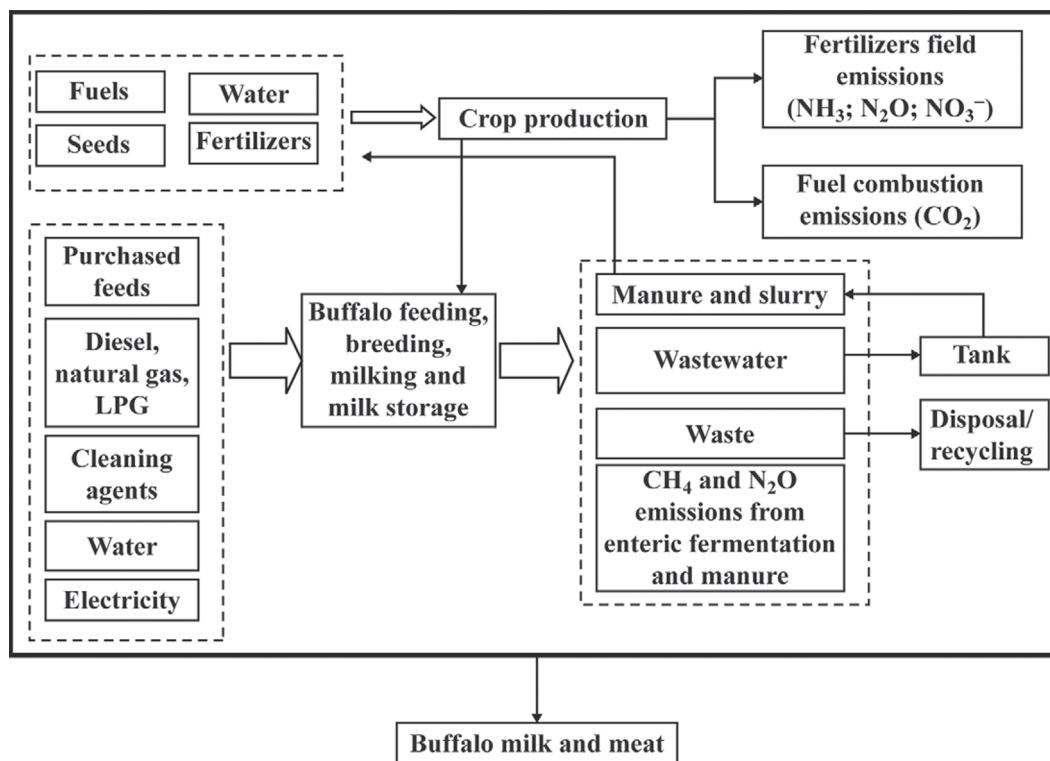 Fuels
Water
Seeds
Fertilizers
Crop production
Fertilizers field
emissions
(NH₃; N₂O; NO₃⁻)
Fuel combustion
emissions (CO₂)
Purchased
feeds
Diesel,
natural gas,
LPG
Cleaning
agents
Water
Electricity
Buffalo feeding,
breeding,
milking and
milk storage
Manure and slurry
Wastewater
Waste
CH₄ and N₂O
emissions from
enteric fermentation
and manure
Tank
Disposal/
recycling
Buffalo milk and meat